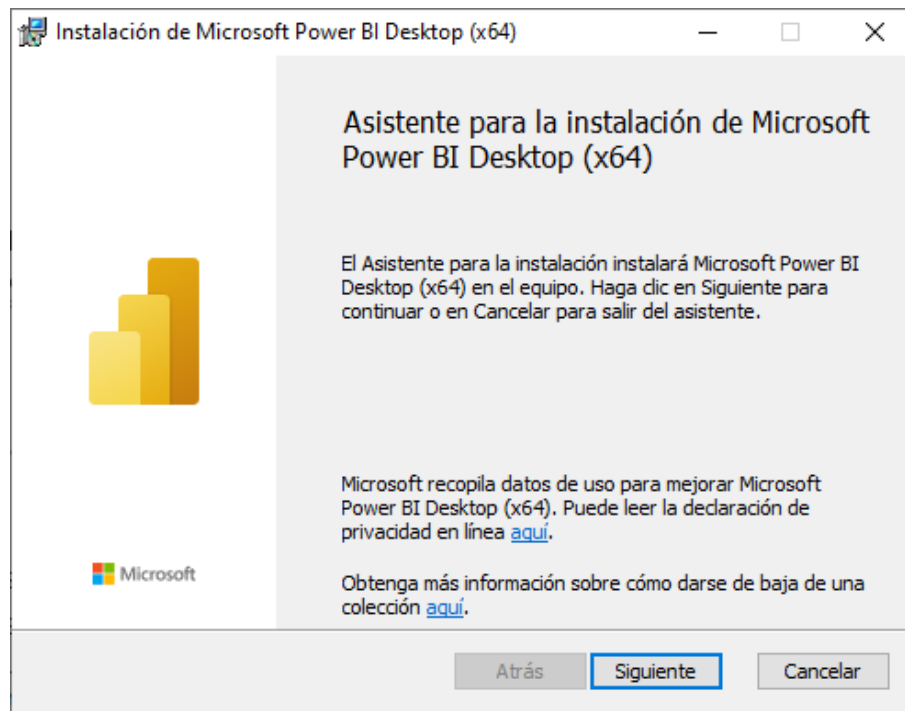 Instalación de Microsoft Power BI Desktop (x64)
Asistente para la instalación de Microsoft
Power BI Desktop (x64)
El Asistente para la instalación instalará Microsoft Power BI
Desktop (x64) en el equipo. Haga clic en Siguiente para
continuar o en Cancelar para salir del asistente.
Microsoft recopila datos de uso para mejorar Microsoft
Power BI Desktop (x64). Puede leer la declaración de
privacidad en línea aquí.
Microsoft
Obtenga más información sobre cómo darse de baja de una
colección aquí.
Atrás
Siguiente
Cancelar